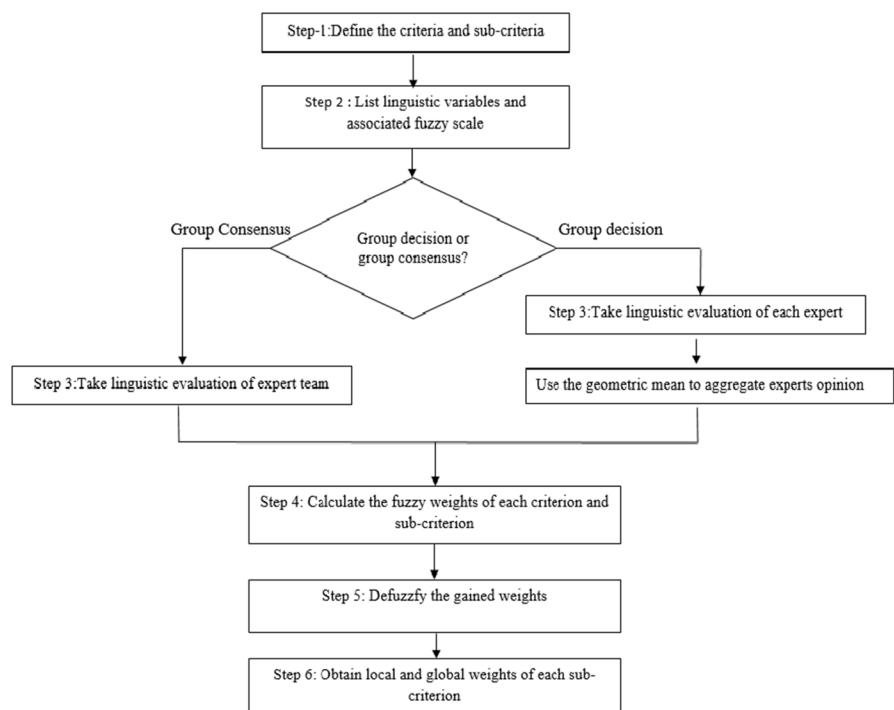 Step-1:Define the criteria and sub-criteria
Step 2 : List linguistic variables and
associated fuzzy scale
Group Consensus
Group decision or
group consensus?
Group decision
Step 3:Take linguistic evaluation of each expert
Step 3:Take linguistic evaluation of expert team
Use the geometric mean to aggregate experts opinion
Step 4: Calculate the fuzzy weights of each criterion and
sub-criterion
Step 5: Defuzzfy the gained weights
Step 6: Obtain local and global weights of each sub-
criterion